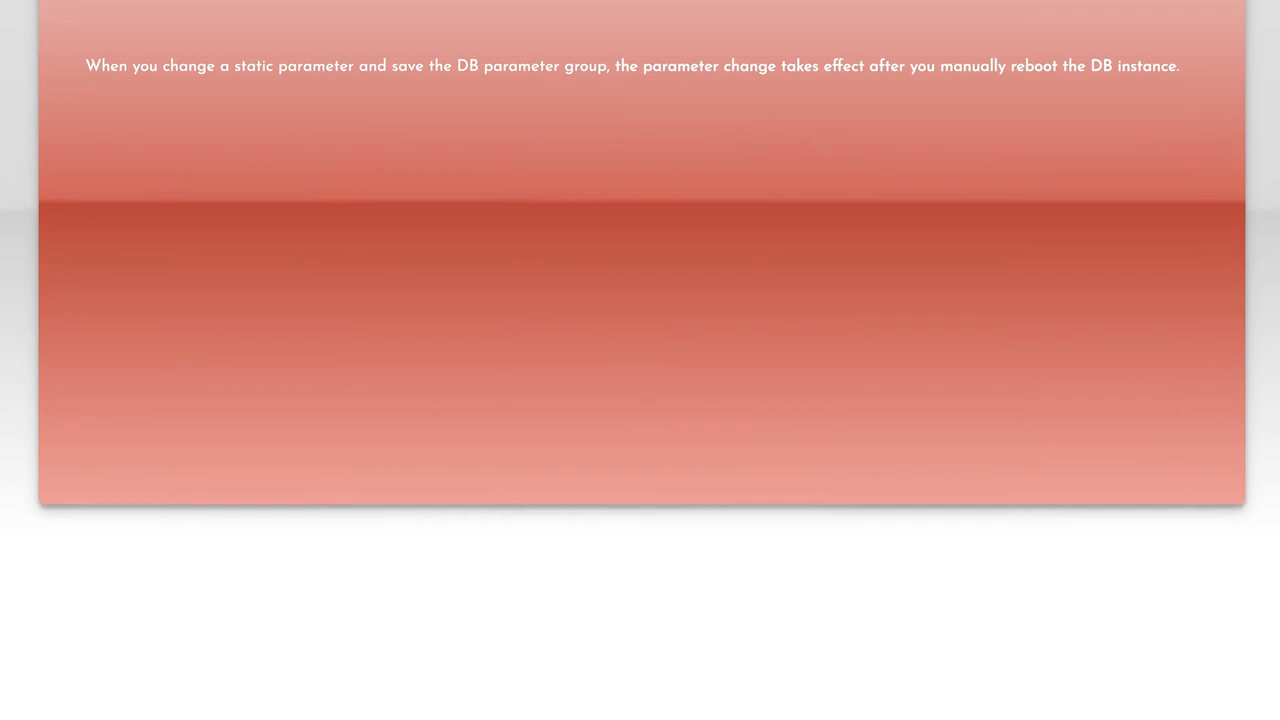 When you change a static parameter and save the DB parameter group, the parameter change takes effect after you manually reboot the DB instance.